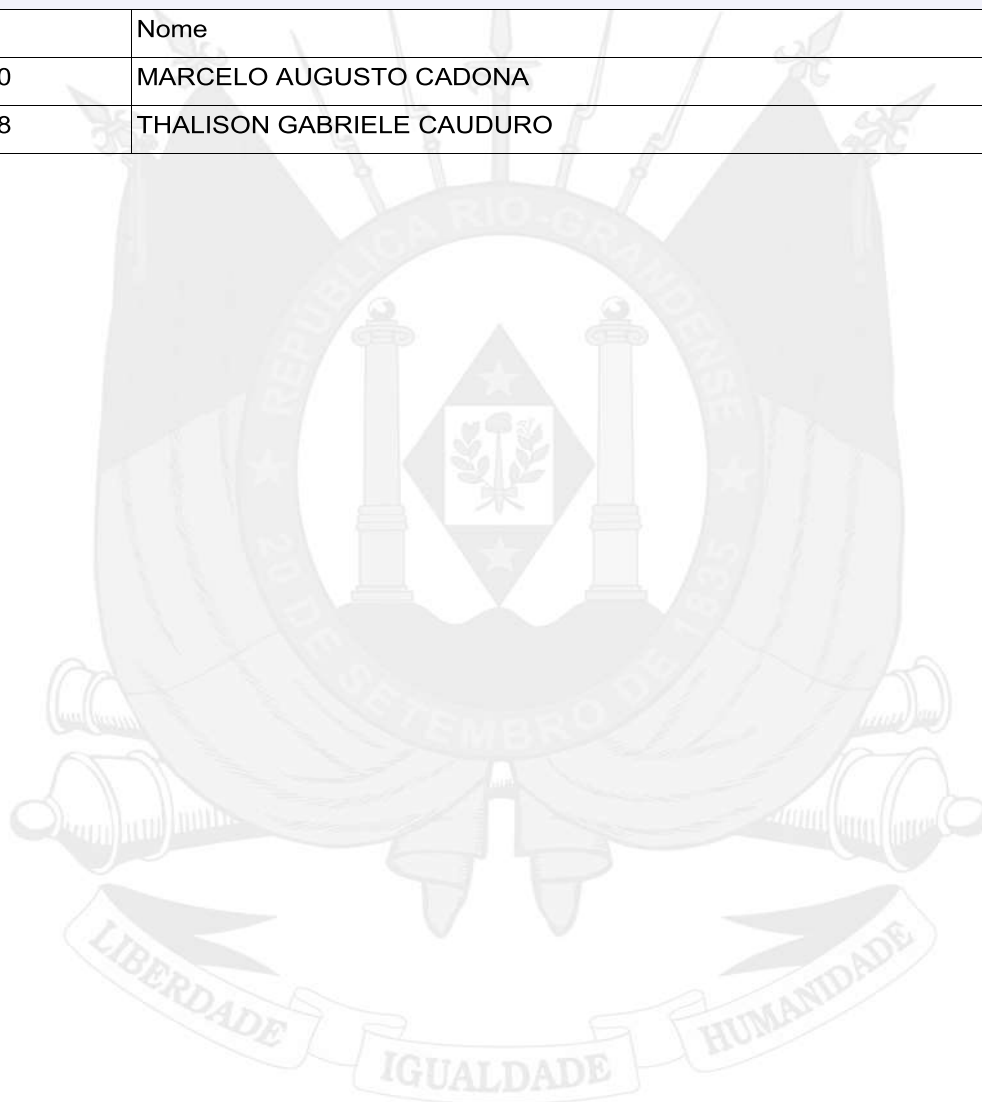 Nome
0 MARCELO AUGUSTO CADONA
8 THALISON GABRIELE CAUDURO
REPUBLICA RIO-GRANDENSE
20 DE SETEMBRO DE 1835
LIBERDADE IGUALDADE HUMANIDADE